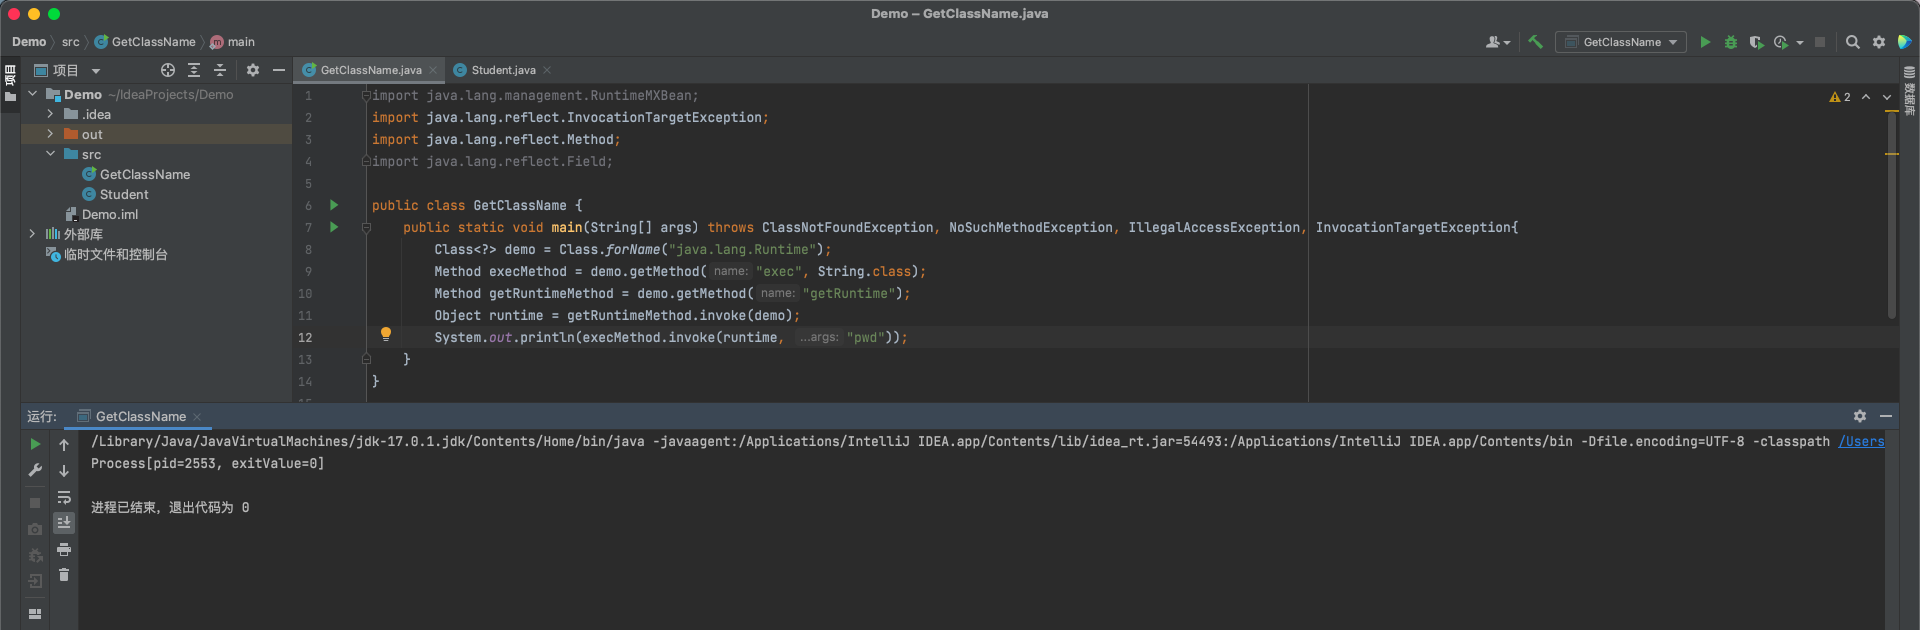 Demo – GetClassName.java
Demo src GetClassName main
GetClassName
项目
项目
GetClassName.java
Student.java
数据库
Demo ~/IdeaProjects/Demo
.idea
out
src
GetClassName
Student
Demo.iml
外部库
临时文件和控制台
2
1 import java.lang.management.RuntimeMXBean;
2 import java.lang.reflect.InvocationTargetException;
3 import java.lang.reflect.Method;
4 import java.lang.reflect.Field;
5
6 public class GetClassName {
7 public static void main(String[] args) throws ClassNotFoundException, NoSuchMethodException, IllegalAccessException, InvocationTargetException{
8 Class<?> demo = Class.forName("java.lang.Runtime");
9 Method execMethod = demo.getMethod( name: "exec", String.class);
10 Method getRuntimeMethod = demo.getMethod( name: "getRuntime");
11 Object runtime = getRuntimeMethod.invoke(demo);
12 System.out.println(execMethod.invoke(runtime, ...args: "pwd"));
13 }
14 }
运行: GetClassName
/Library/Java/JavaVirtualMachines/jdk-17.0.1.jdk/Contents/Home/bin/java -javaagent:/Applications/IntelliJ IDEA.app/Contents/lib/idea_rt.jar=54493:/Applications/IntelliJ IDEA.app/Contents/bin -Dfile.encoding=UTF-8 -classpath /Users
Process[pid=2553, exitValue=0]
进程已结束，退出代码为 0